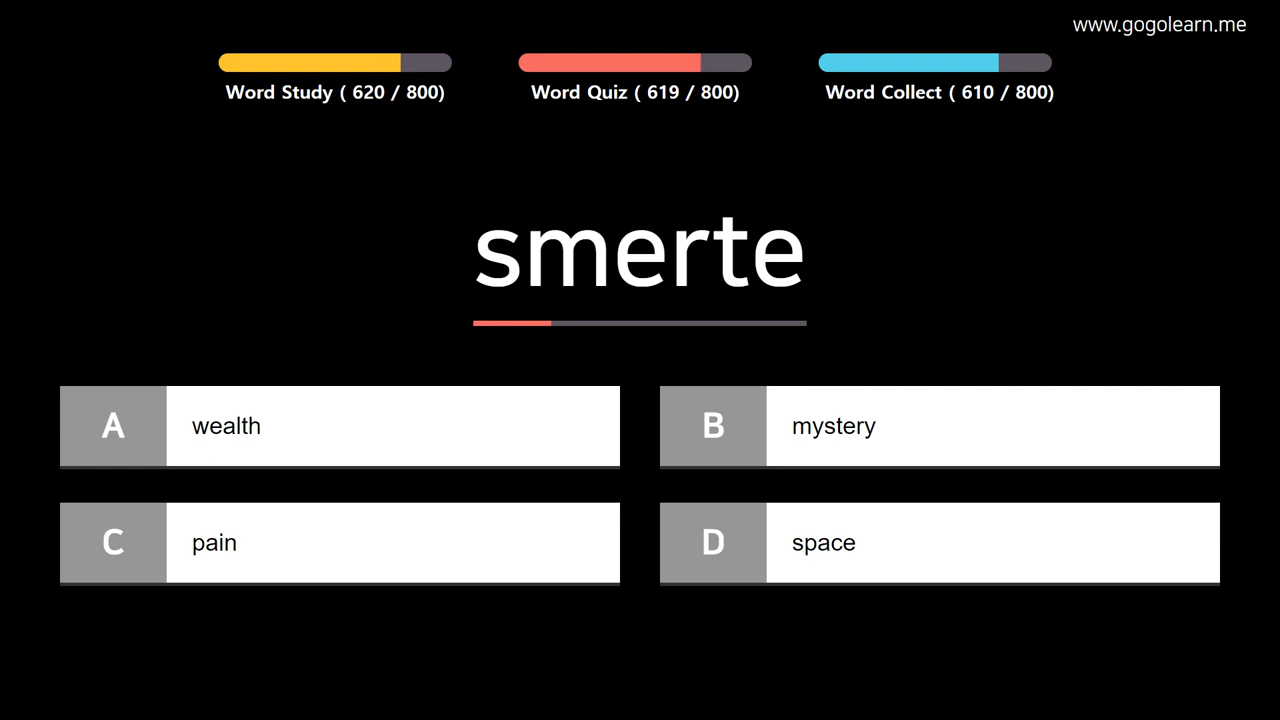 www.gogolearn.me
Word Study ( 620 / 800)
Word Quiz ( 619 / 800)
Word Collect ( 610 / 800)
smerte
A wealth
B mystery
C pain
D space